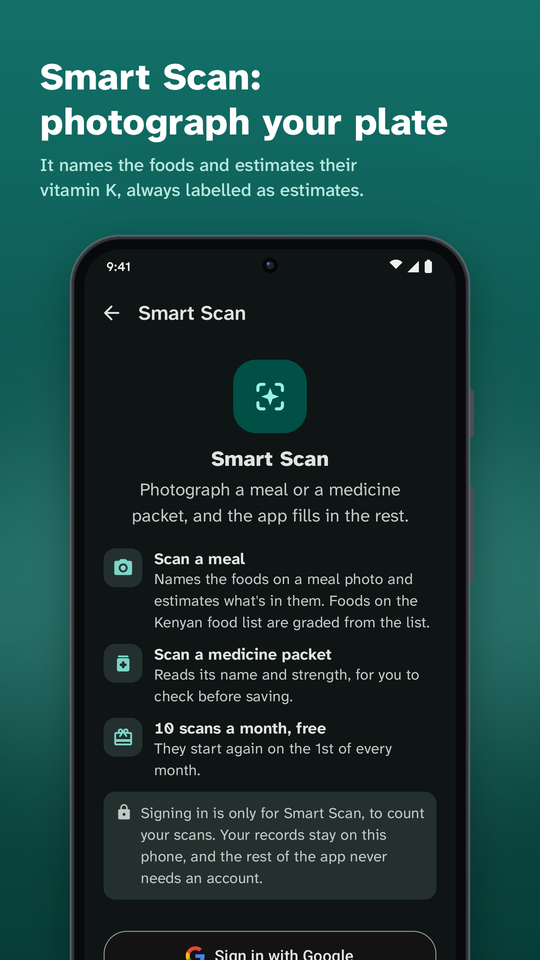 Smart Scan:
photograph your plate
It names the foods and estimates their
vitamin K, always labelled as estimates.
9:41
Smart Scan
Smart Scan
Photograph a meal or a medicine
packet, and the app fills in the rest.
Scan a meal
Names the foods on a meal photo and
estimates what's in them. Foods on the
Kenyan food list are graded from the list.
Scan a medicine packet
Reads its name and strength, for you to
check before saving.
10 scans a month, free
They start again on the 1st of every
month.
Signing in is only for Smart Scan, to count
your scans. Your records stay on this
phone, and the rest of the app never
needs an account.
Sign in with Google